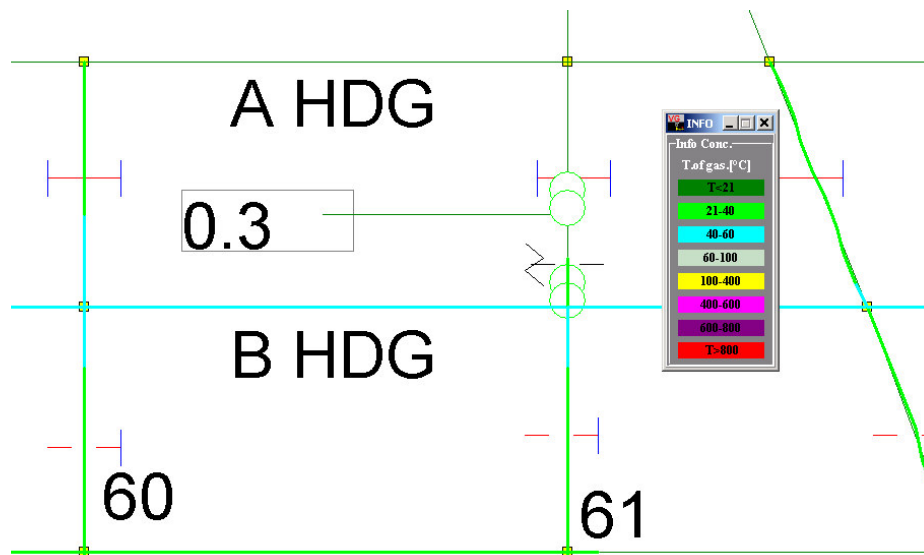 A HDG
0.3
B HDG
60
61
INFO
Info Conc.
T.of gas.[°C]
T<21
21-40
40-60
60-100
100-400
400-600
600-800
T>800